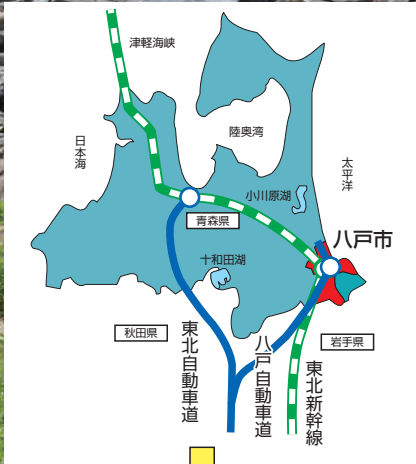 津軽海峡
陸奥湾
日本海
太平洋
小川原湖
青森県
八戸市
十和田湖
秋田県
岩手県
東北自動車道
八戸自動車道
東北新幹線